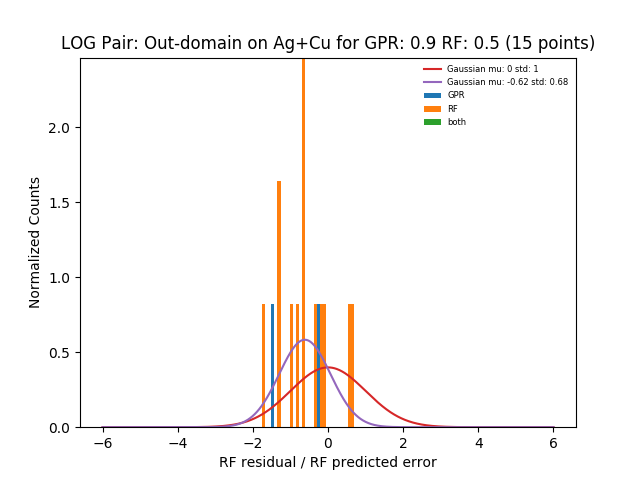 LOG Pair: Out-domain on Ag+Cu for GPR: 0.9 RF: 0.5 (15 points)
Gaussian mu: 0 std: 1
Gaussian mu: -0.62 std: 0.68
GPR
RF
both
Normalized Counts
2.0
1.5
1.0
0.5
0.0
−6 −4 −2 0 2 4 6
RF residual / RF predicted error